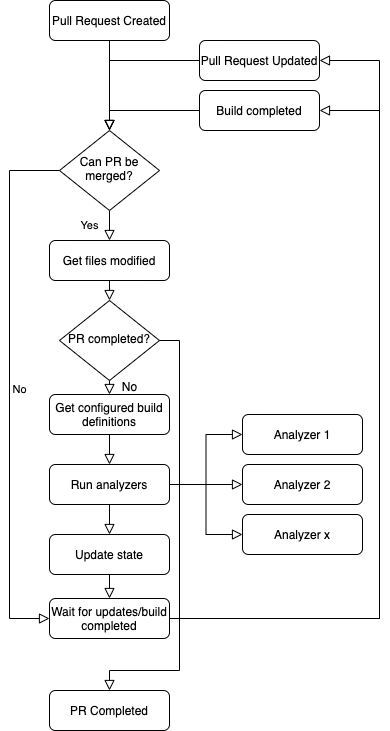 Pull Request Created
Pull Request Updated
Build completed
Can PR be
merged?
Yes
Get files modified
PR completed?
No
No
Get configured build
definitions
Analyzer 1
Run analyzers
Analyzer 2
Analyzer x
Update state
Wait for updates/build
completed
PR Completed